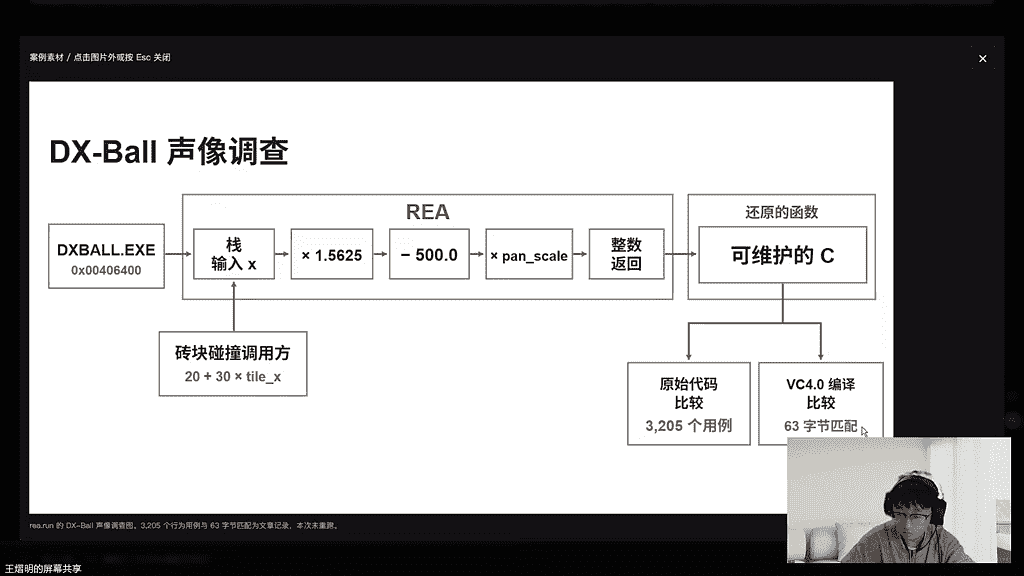 案例素材 / 点击图片外或按 Esc 关闭
×
DX-Ball 声像调查
REA
还原的函数
DXBALL.EXE
0x00406400
栈
输入 x
× 1.5625
− 500.0
× pan_scale
整数
返回
可维护的 C
砖块碰撞调用方
20 + 30 × tile_x
原始代码
比较
3,205 个用例
VC4.0 编译
比较
63 字节匹配
rea.run 的 DX-Ball 声像调查图。3,205 个行为用例与 63 字节匹配为文章记录，本次未重跑。
王熠明的屏幕共享